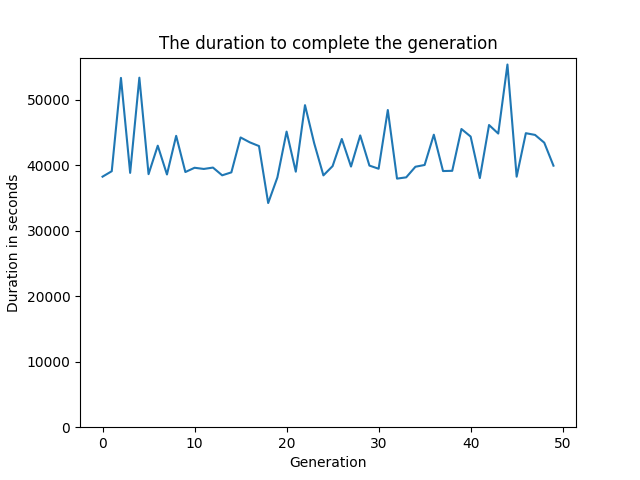 The duration to complete the generation
Duration in seconds
50000
40000
30000
20000
10000
0
0 10 20 30 40 50
Generation